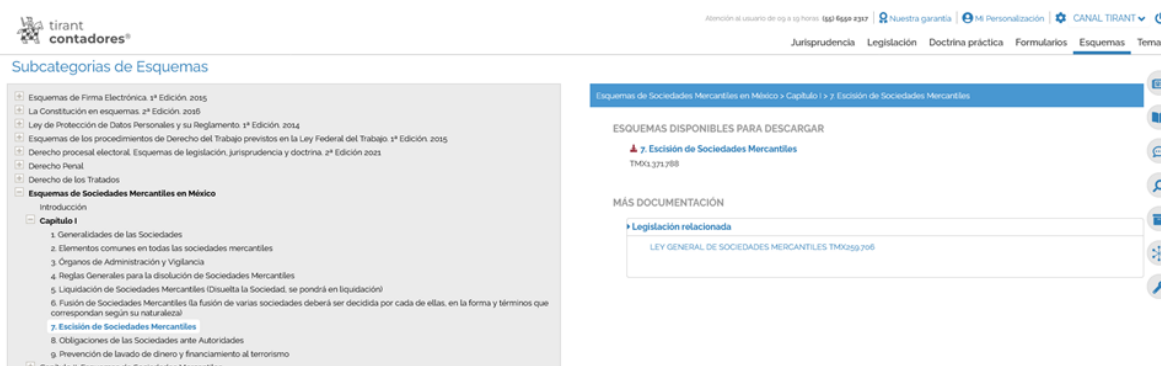 tirant
contadores®
Atención al usuario de 09 a 19 horas (55) 6550 2317 Nuestra garantía Mi Personalización CANAL TIRANT
Jurisprudencia Legislación Doctrina práctica Formularios Esquemas Tema
Subcategorias de Esquemas
Esquemas de Firma Electrónica. 1ª Edición. 2015
La Constitución en esquemas. 2ª Edición. 2016
Ley de Protección de Datos Personales y su Reglamento. 1ª Edición. 2014
Esquemas de los procedimientos de Derecho del Trabajo previstos en la Ley Federal del Trabajo. 1ª Edición. 2015
Derecho procesal electoral. Esquemas de legislación, jurisprudencia y doctrina. 2ª Edición 2021
Derecho Penal
Derecho de los Tratados
Esquemas de Sociedades Mercantiles en México
Introducción
Capítulo I
1. Generalidades de las Sociedades
2. Elementos comunes en todas las sociedades mercantiles
3. Órganos de Administración y Vigilancia
4. Reglas Generales para la disolución de Sociedades Mercantiles
5. Liquidación de Sociedades Mercantiles (Disuelta la Sociedad, se pondrá en liquidación)
6. Fusión de Sociedades Mercantiles (la fusión de varias sociedades deberá ser decidida por cada de ellas, en la forma y términos que
correspondan según su naturaleza)
7. Escisión de Sociedades Mercantiles
8. Obligaciones de las Sociedades ante Autoridades
9. Prevención de lavado de dinero y financiamiento al terrorismo
Esquemas de Sociedades Mercantiles en México > Capítulo I > 7. Escisión de Sociedades Mercantiles
ESQUEMAS DISPONIBLES PARA DESCARGAR
7. Escisión de Sociedades Mercantiles
TMX1.371.788
MÁS DOCUMENTACIÓN
Legislación relacionada
LEY GENERAL DE SOCIEDADES MERCANTILES TMX259.706